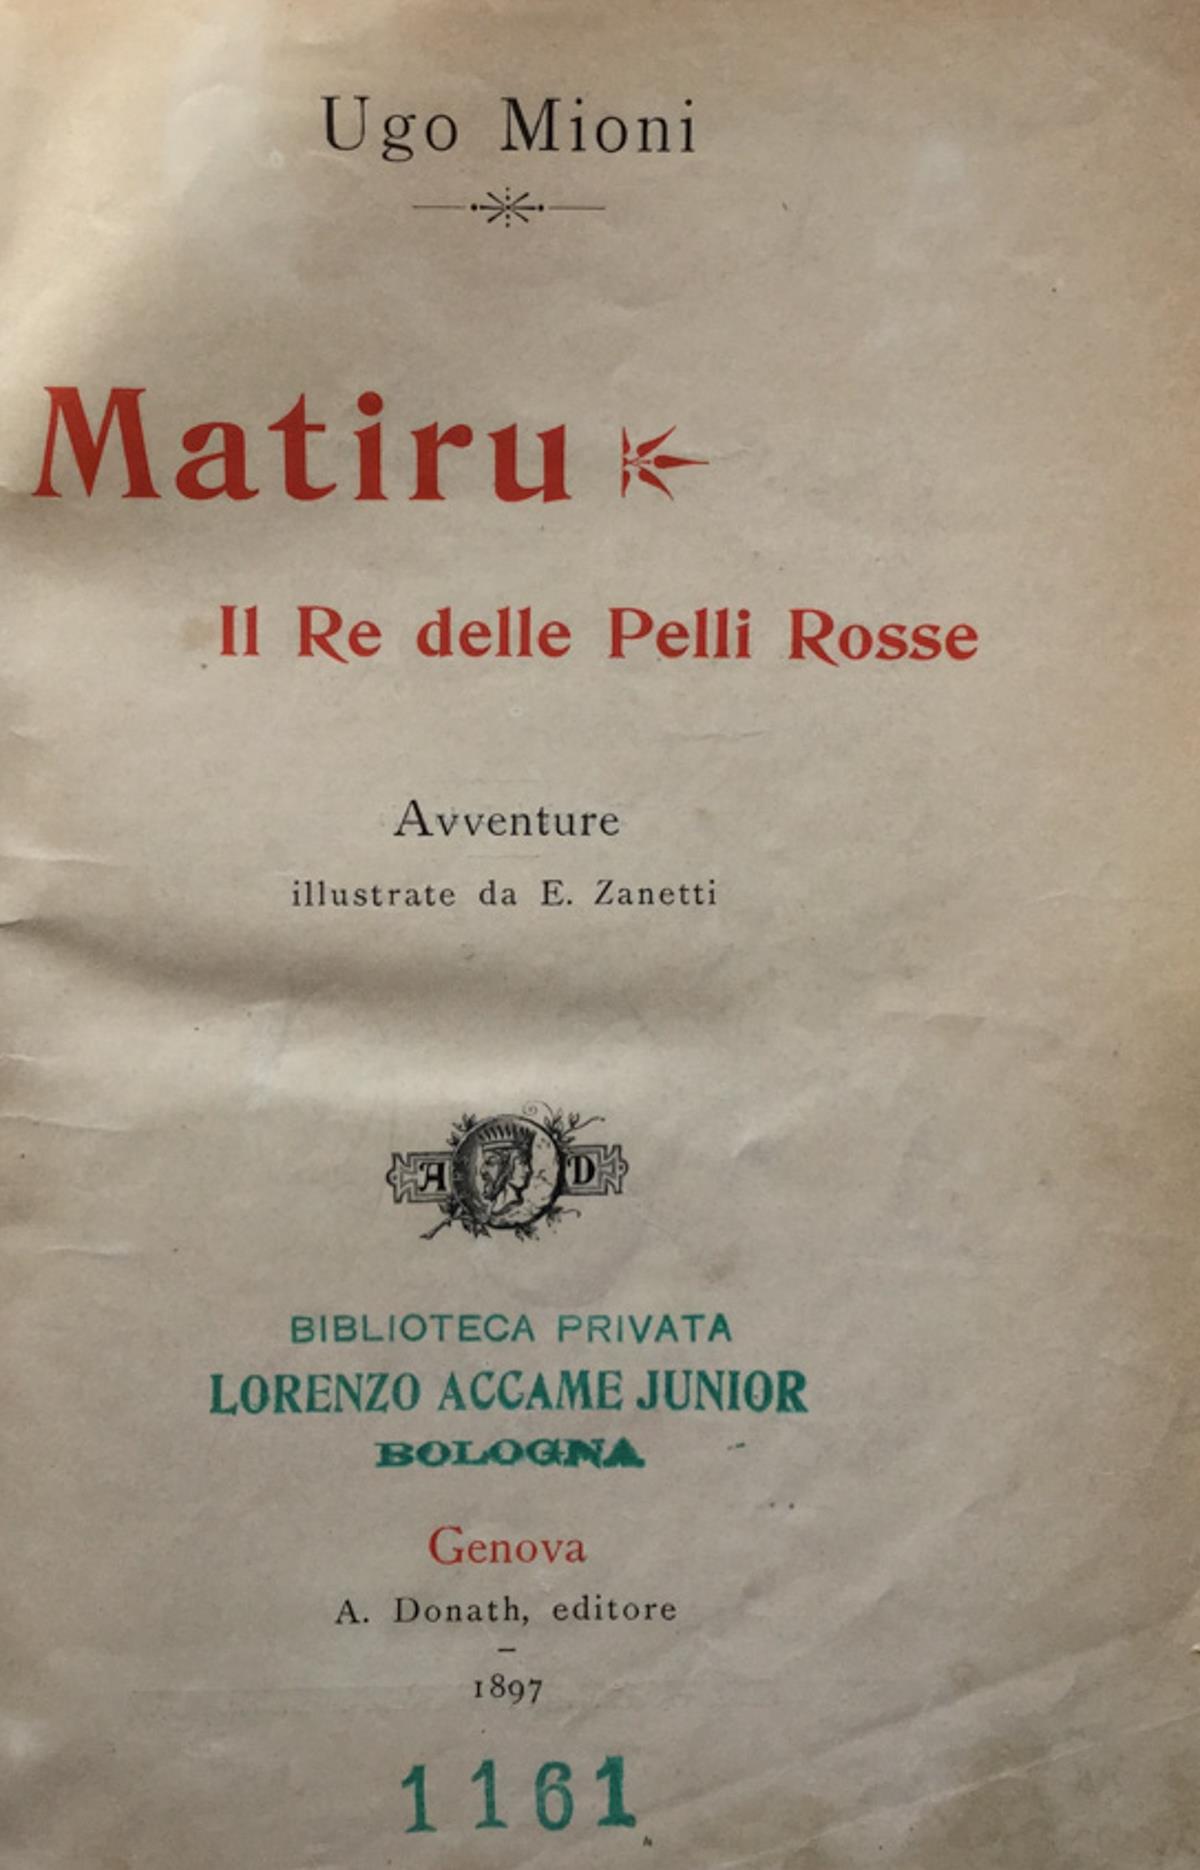 Ugo Mioni
Matiru
Il Re delle Pelli Rosse
Avventure
illustrate da E. Zanetti
A D
BIBLIOTECA PRIVATA
LORENZO ACCAME JUNIOR
BOLOGNA
Genova
A. Donath, editore
1897
1161